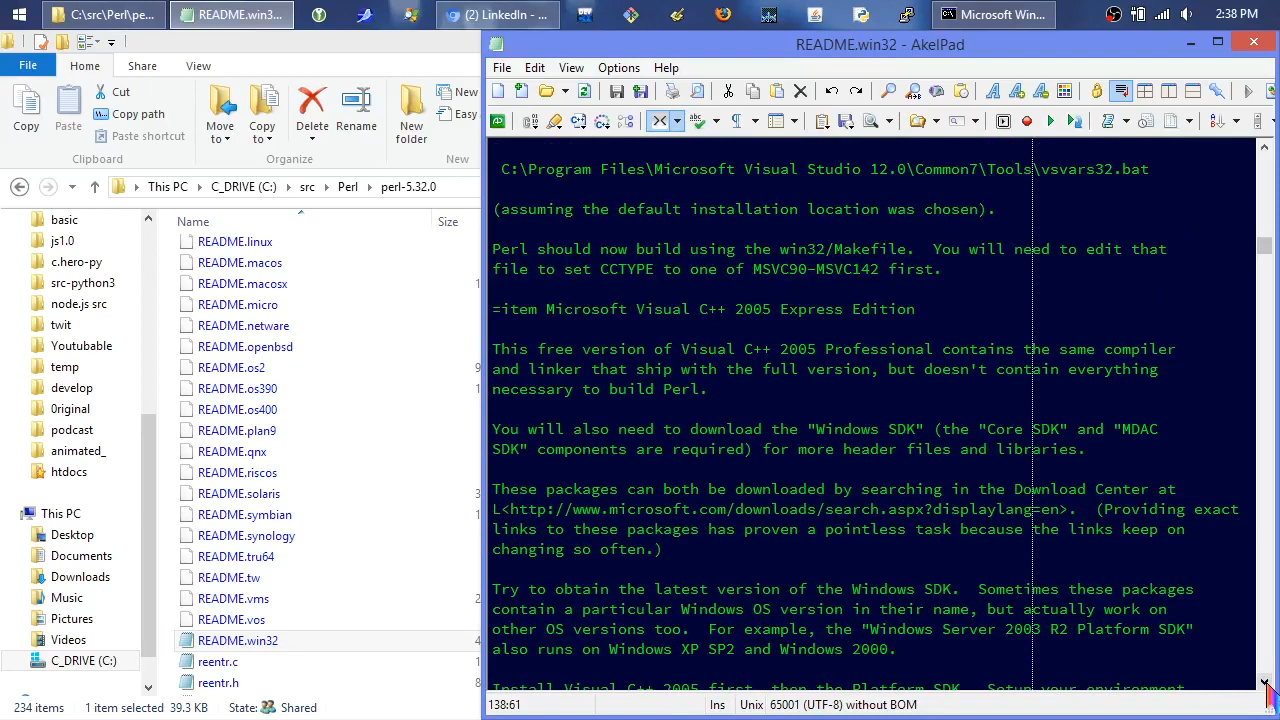 C:\src\Perl\pe...
README.win3...
(2) LinkedIn - ...
Microsoft Win...
2:38 PM
File
Home
Share
View
Copy
Paste
Cut
Copy path
Paste shortcut
Clipboard
Move
to
Copy
to
Delete
Rename
Organize
New
folder
New
Easy
New
This PC
C_DRIVE (C:)
src
Perl
perl-5.32.0
Name
Size
basic
js1.0
c.hero-py
src-python3
node.js src
twit
Youtubable
temp
develop
0riginal
podcast
animated_
htdocs
This PC
Desktop
Documents
Downloads
Music
Pictures
Videos
C_DRIVE (C:)
README.linux
README.macos
README.macosx
README.micro
README.netware
README.openbsd
README.os2
README.os390
README.os400
README.plan9
README.qnx
README.riscos
README.solaris
README.symbian
README.synology
README.tru64
README.tw
README.vms
README.vos
README.win32
reentr.c
reentr.h
234 items
1 item selected 39.3 KB
State:
Shared
README.win32 - AkelPad
File Edit View Options Help
C:\Program Files\Microsoft Visual Studio 12.0\Common7\Tools\vsvars32.bat
(assuming the default installation location was chosen).
Perl should now build using the win32/Makefile.  You will need to edit that
file to set CCTYPE to one of MSVC90-MSVC142 first.
=item Microsoft Visual C++ 2005 Express Edition
This free version of Visual C++ 2005 Professional contains the same compiler
and linker that ship with the full version, but doesn't contain everything
necessary to build Perl.
You will also need to download the "Windows SDK" (the "Core SDK" and "MDAC
SDK" components are required) for more header files and libraries.
These packages can both be downloaded by searching in the Download Center at
L<http://www.microsoft.com/downloads/search.aspx?displaylang=en>.  (Providing exact
links to these packages has proven a pointless task because the links keep on
changing so often.)
Try to obtain the latest version of the Windows SDK.  Sometimes these packages
contain a particular Windows OS version in their name, but actually work on
other OS versions too.  For example, the "Windows Server 2003 R2 Platform SDK"
also runs on Windows XP SP2 and Windows 2000.
Install Visual C++ 2005 first, then the Platform SDK.  Setup your environment
138:61
Ins
Unix
65001 (UTF-8) without BOM